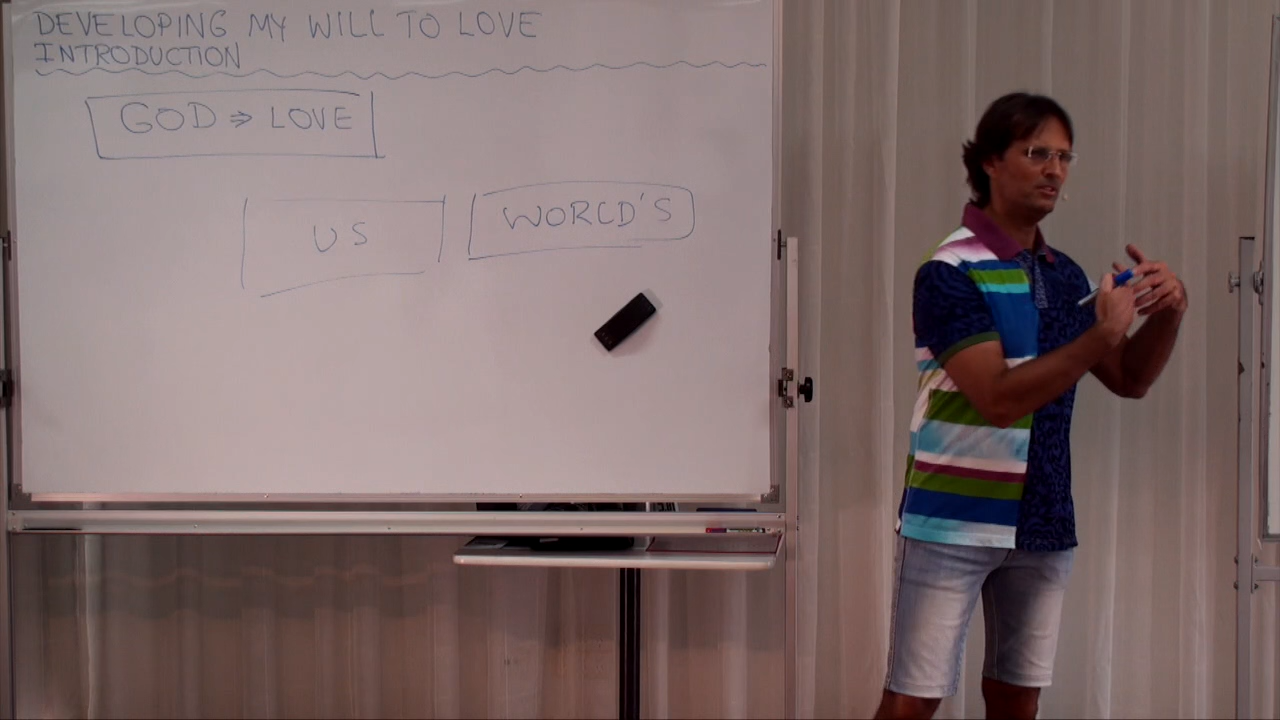 DEVELOPING MY WILL TO LOVE
INTRODUCTION
GOD ⇒ LOVE
US
WORLD'S